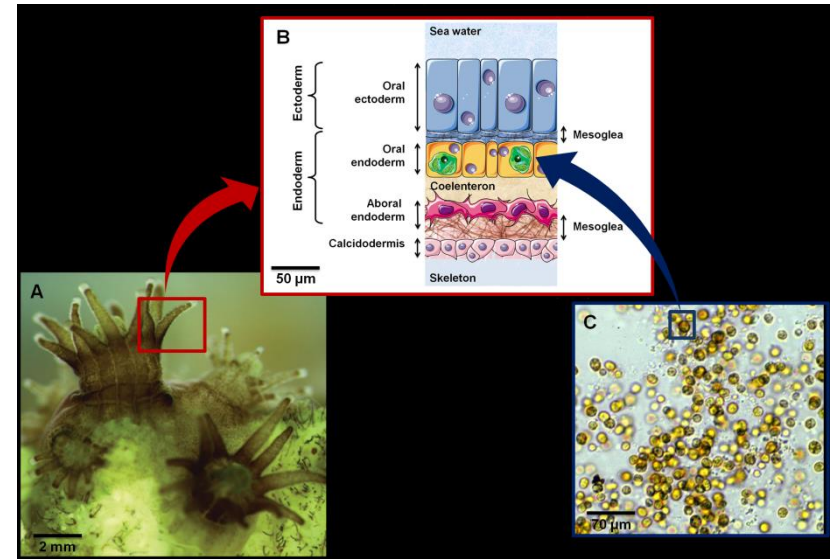 B
Sea water
Ectoderm
Oral
ectoderm
Mesoglea
Endoderm
Oral
endoderm
Coelenteron
Aboral
endoderm
Mesoglea
Calcidodermis
50 µm
Skeleton
A
2 mm
C
70 µm